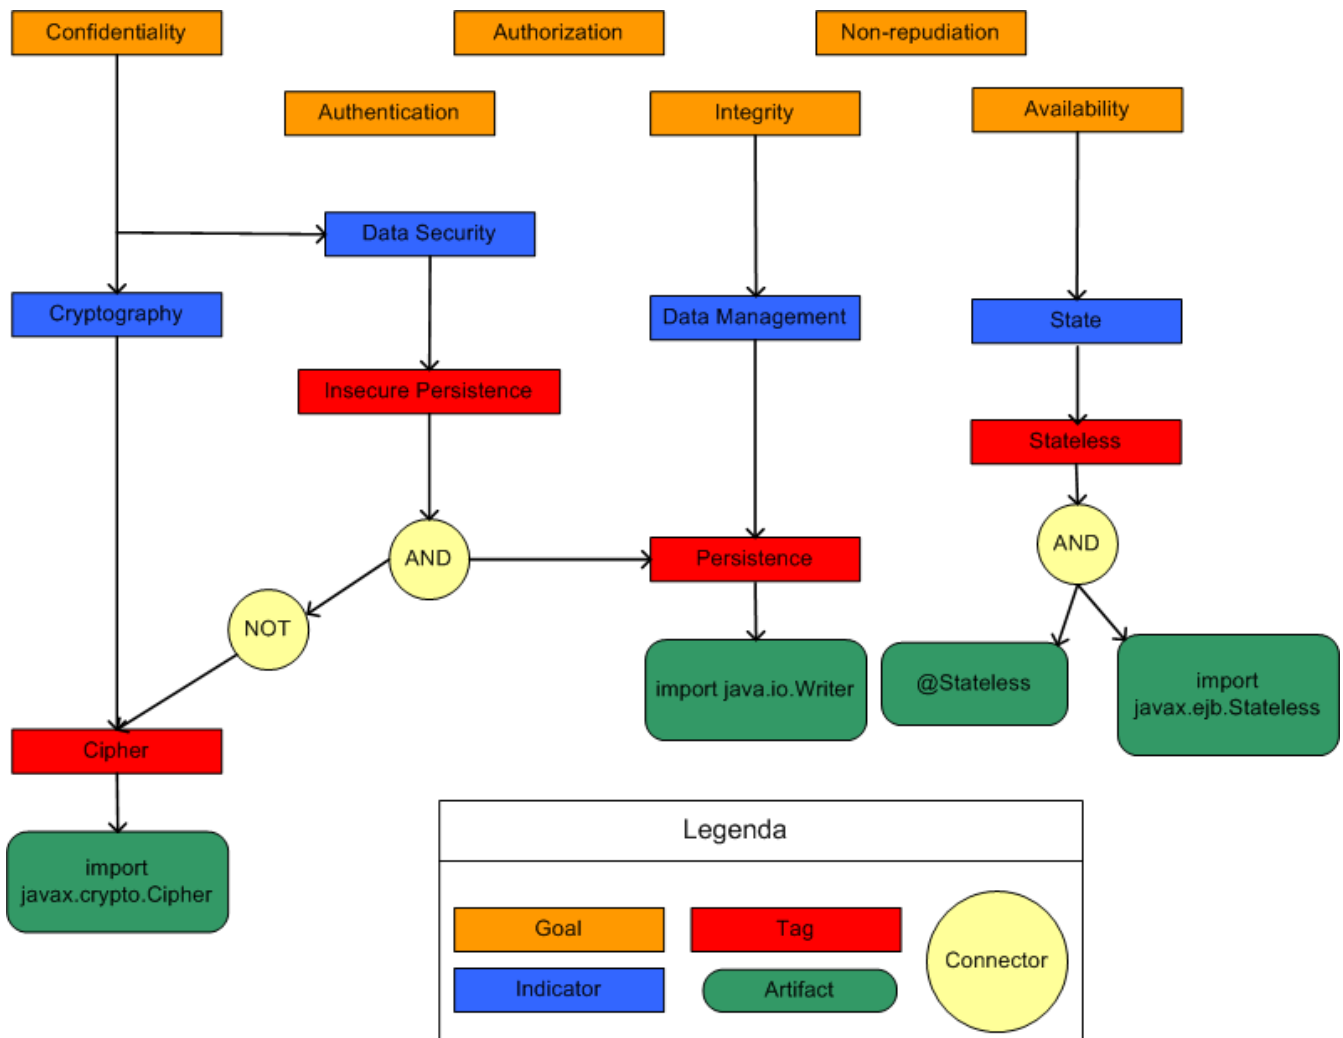 Confidentiality
Authorization
Non-repudiation
Authentication
Integrity
Availability
Data Security
Cryptography
Data Management
State
Insecure Persistence
Stateless
AND
Persistence
AND
NOT
import java.io.Writer
@Stateless
import
javax.ejb.Stateless
Cipher
import
javax.crypto.Cipher
Legenda
Goal
Tag
Connector
Indicator
Artifact